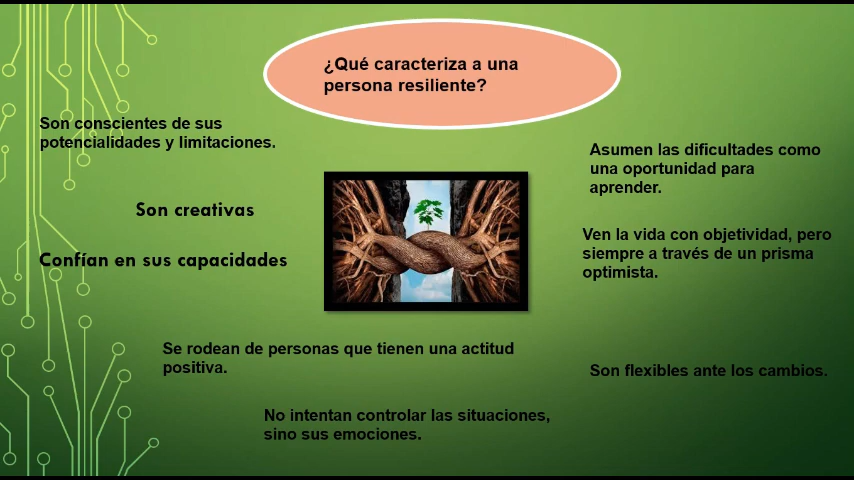 ¿Qué caracteriza a una
persona resiliente?
Son conscientes de sus
potencialidades y limitaciones.
Son creativas
Confían en sus capacidades
Asumen las dificultades como
una oportunidad para
aprender.
Ven la vida con objetividad, pero
siempre a través de un prisma
optimista.
Se rodean de personas que tienen una actitud
positiva.
Son flexibles ante los cambios.
No intentan controlar las situaciones,
sino sus emociones.